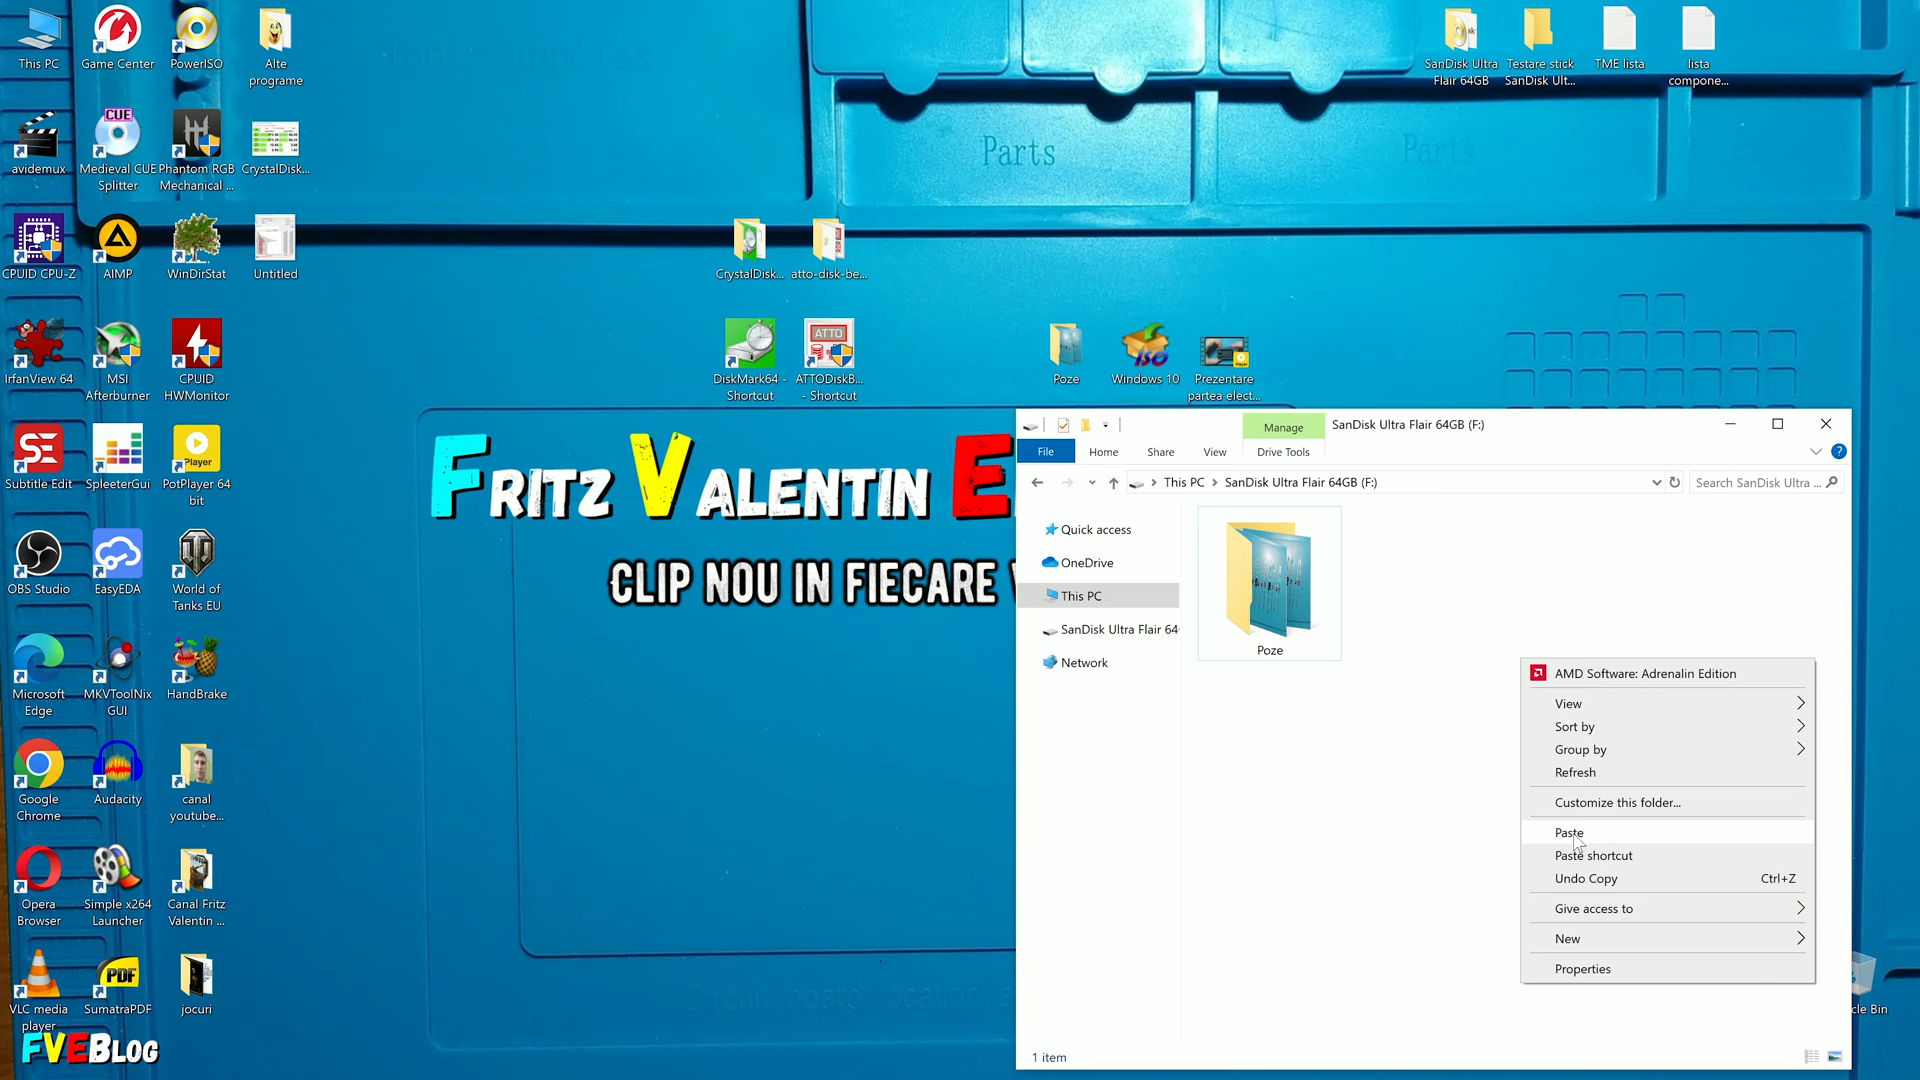 This PC
Game Center
PowerISO
Alte
programe
SanDisk Ultra
Flair 64GB
Testare stick
SanDisk Ult...
TME lista
lista
compone...
avidemux
Medieval CUE
Splitter
Phantom RGB
Mechanical ...
CrystalDisk...
CUE
Parts
Parts
CPUID CPU-Z
AIMP
WinDirStat
Untitled
CrystalDisk...
atto-disk-be...
IrfanView 64
MSI
Afterburner
CPUID
HWMonitor
ATTO
DiskMark64 -
Shortcut
ATTODiskB...
- Shortcut
Poze
ISO
Windows 10
Prezentare
partea elect...
SE
Subtitle Edit
SpleeterGui
Player
PotPlayer 64
bit
FRITZ VALENTIN E
CLIP NOU IN FIECARE
OBS Studio
EasyEDA
World of
Tanks EU
Microsoft
Edge
MKVToolNix
GUI
HandBrake
Google
Chrome
Audacity
canal
youtube...
Opera
Browser
Simple x264
Launcher
Canal Fritz
Valentin ...
VLC media
player
PDF
SumatraPDF
jocuri
FVEBLOG
Manage
SanDisk Ultra Flair 64GB (F:)
File
Home
Share
View
Drive Tools
This PC
SanDisk Ultra Flair 64GB (F:)
Search SanDisk Ultra ...
Quick access
OneDrive
This PC
SanDisk Ultra Flair 64
Network
Poze
AMD Software: Adrenalin Edition
View
Sort by
Group by
Refresh
Customize this folder...
Paste
Paste shortcut
Undo Copy Ctrl+Z
Give access to
New
Properties
1 item
cle Bin